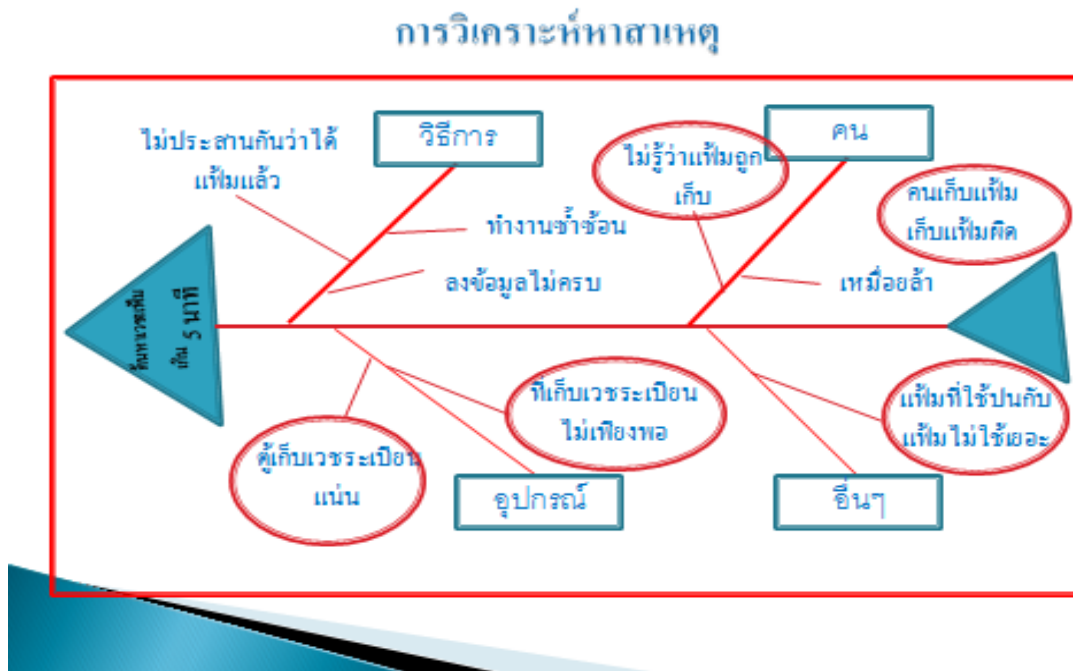 การวิเคราะห์หาสาเหตุ
ไม่ประสานกันว่าได้
แฟ้มแล้ว
วิธีการ
ทำงานซ้ำซ้อน
ลงข้อมูลไม่ครบ
ไม่รู้ว่าแฟ้มถูก
เก็บ
คน
คนเก็บแฟ้ม
เก็บแฟ้มผิด
เหมื่อยล้า
เกิน 5 นาที
ตู้เก็บเวชระเบียน
แน่น
ที่เก็บเวชระเบียน
ไม่เพียงพอ
อุปกรณ์
แฟ้มที่ใช้ปนกับ
แฟ้มไม่ใช้เยอะ
อื่นๆ